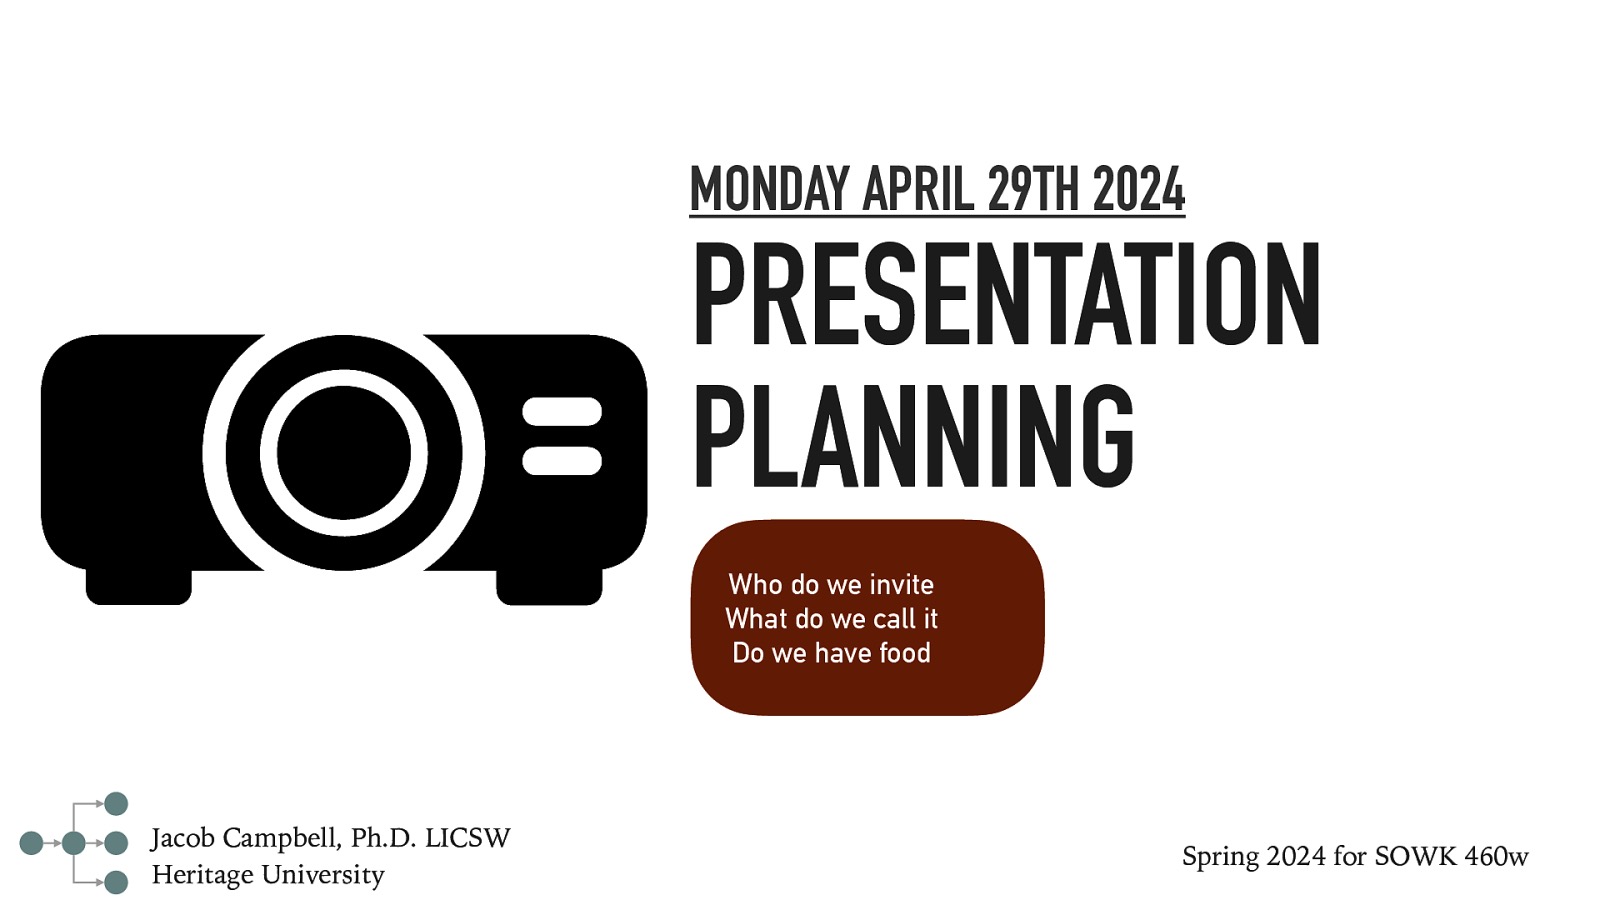 MONDAY APRIL 29TH 2024
PRESENTATION
PLANNING
Who do we invite
What do we call it
Do we have food
Jacob Campbell, Ph.D. LICSW
Heritage University
Spring 2024 for SOWK 460w